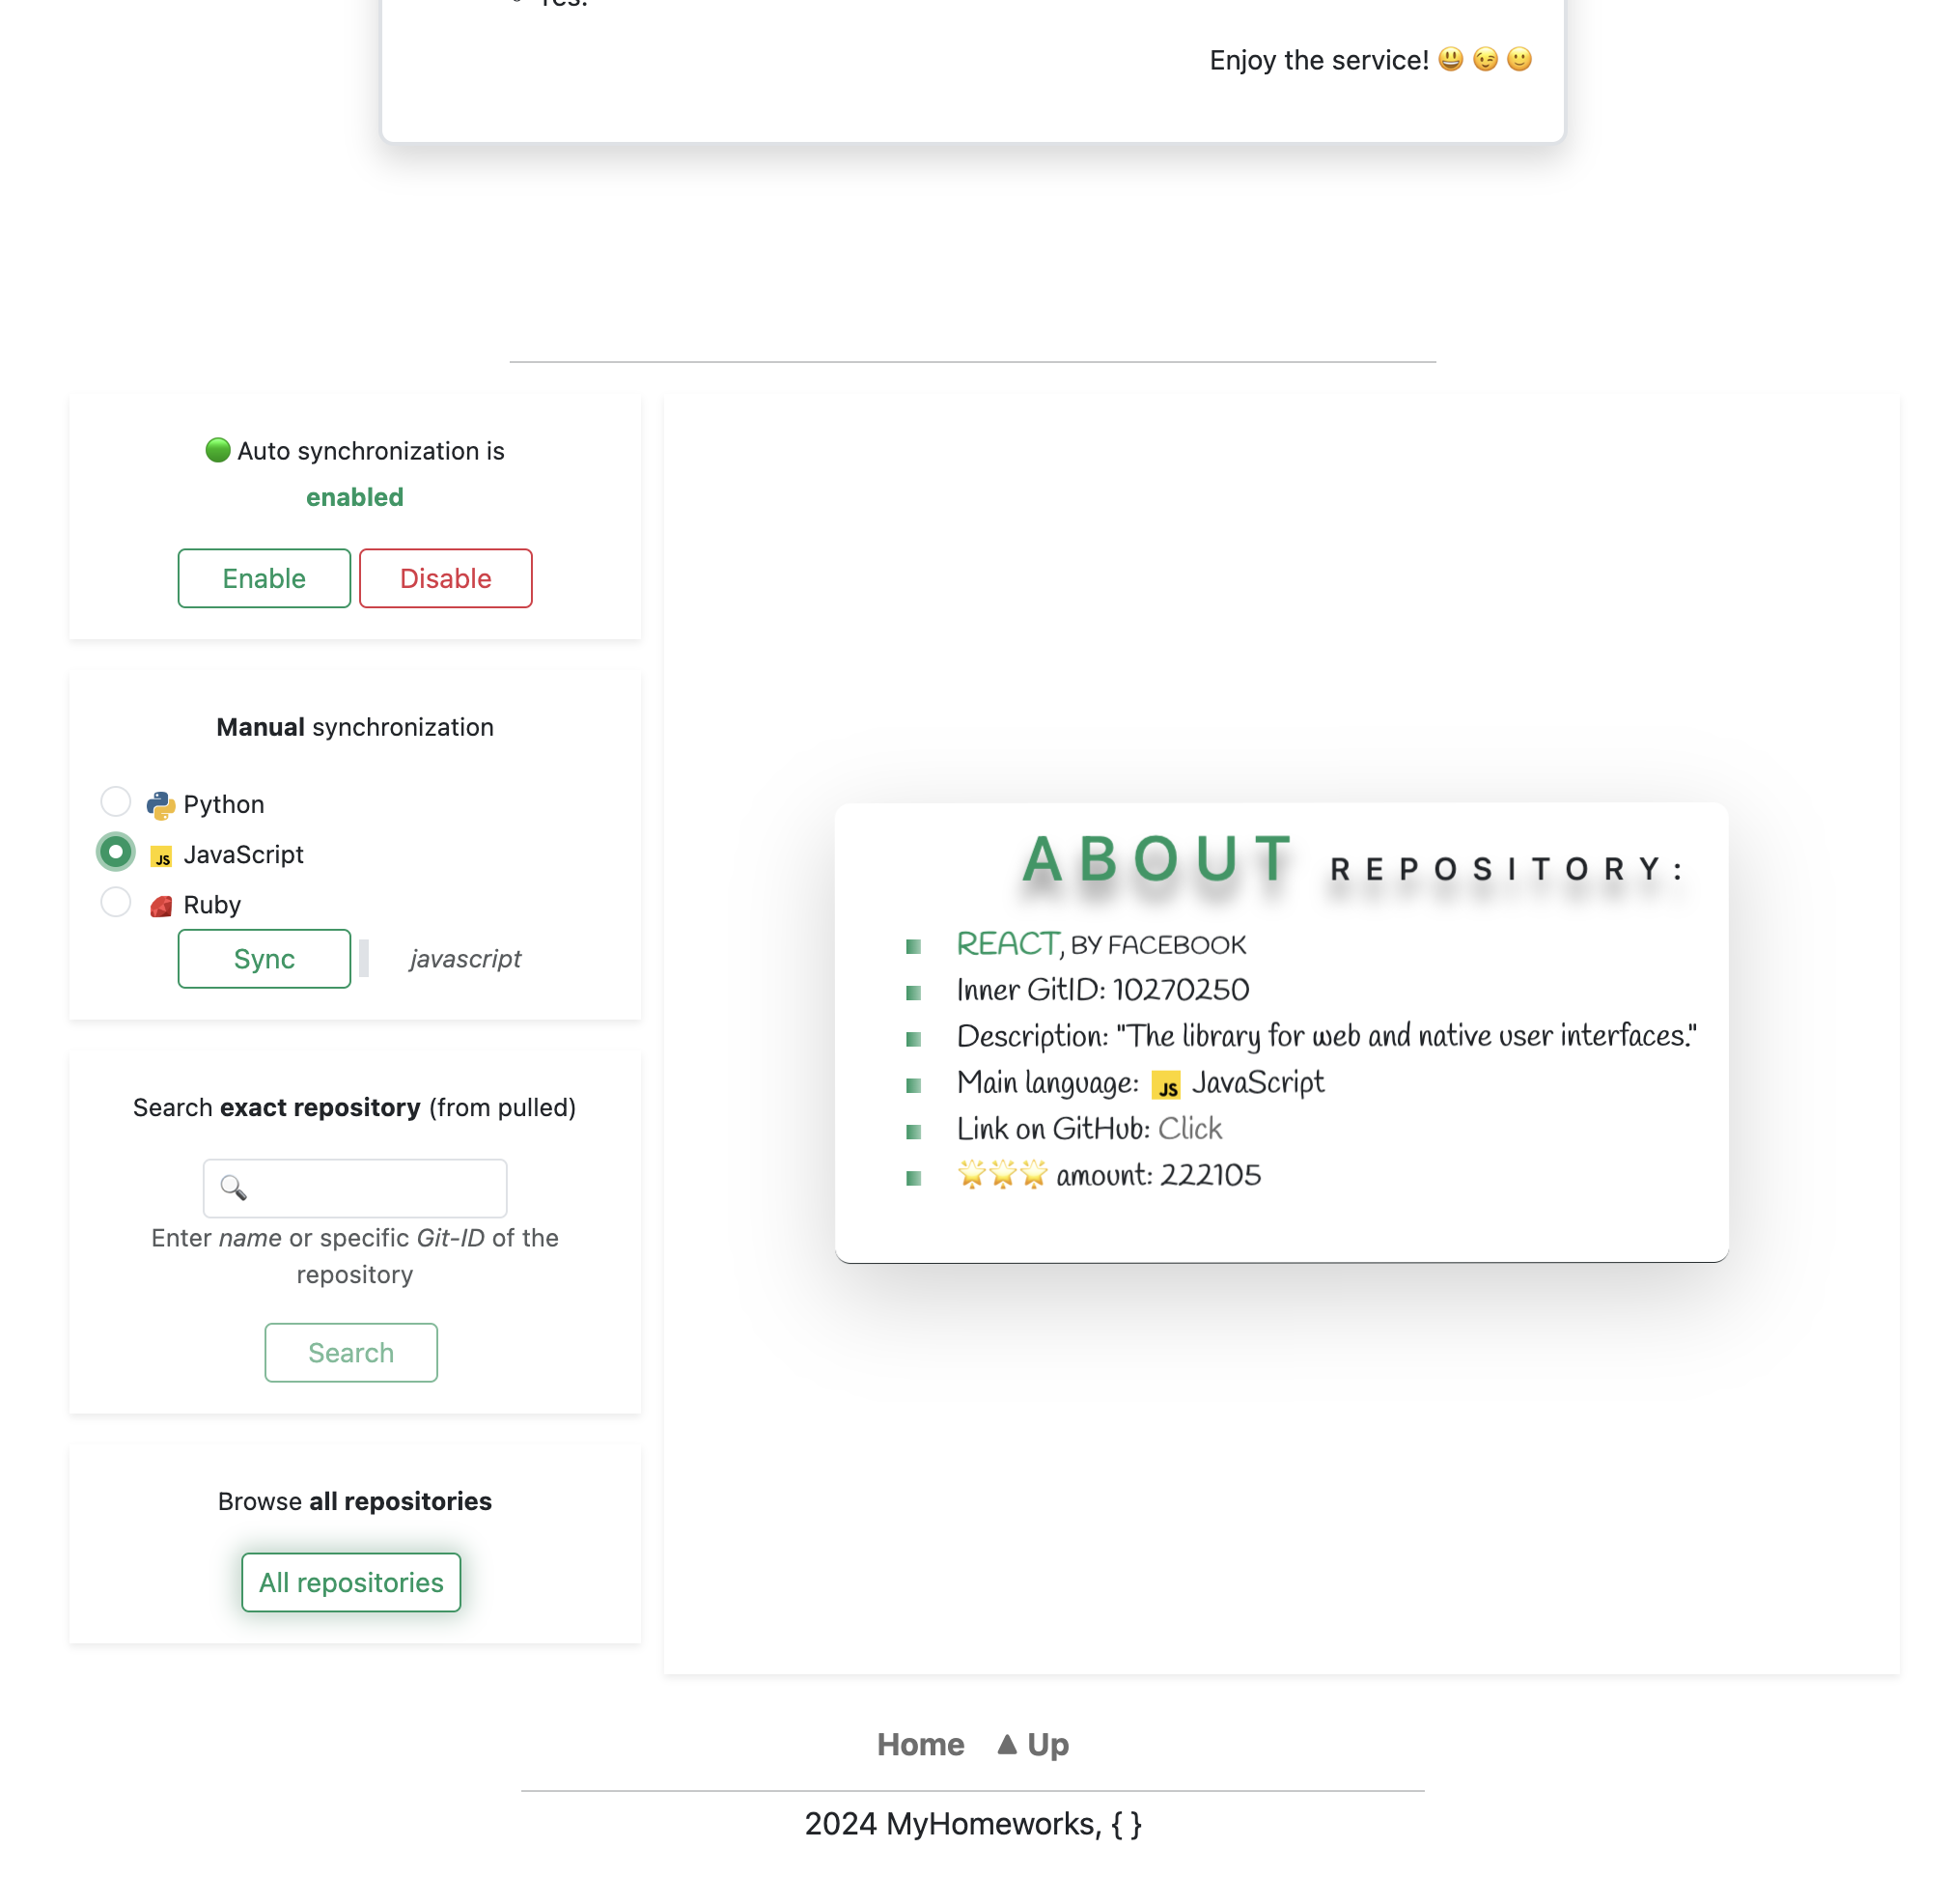 Yes.
Enjoy the service! 😃 😉 🙂
Auto synchronization is
enabled
Enable Disable
Manual synchronization
Python
JS JavaScript
Ruby
Sync javascript
Search exact repository (from pulled)
🔍
Enter name or specific Git-ID of the
repository
Search
Browse all repositories
All repositories
ABOUT REPOSITORY:
REACT, BY FACEBOOK
Inner GitID: 10270250
Description: "The library for web and native user interfaces."
Main language: JS JavaScript
Link on GitHub: Click
🌟🌟🌟 amount: 222105
Home ▲ Up
2024 MyHomeworks, { }